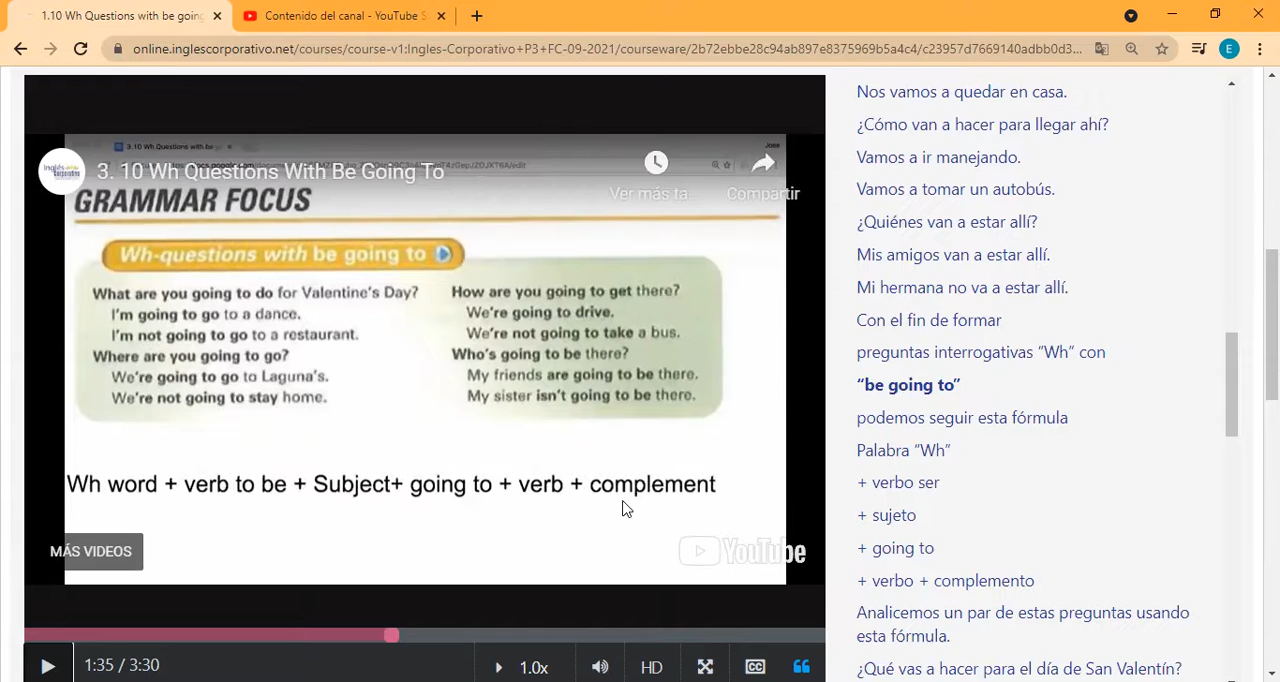 1.10 Wh Questions with be going
Contenido del canal - YouTube S
online.inglescorporativo.net/courses/course-v1:Ingles-Corporativo+P3+FC-09-2021/courseware/2b72ebbe28c94ab897e8375969b5a4c4/c23957d7669140adbb0d3...
E
3.10 Wh Questions with be
Jose
3. 10 Wh Questions With Be Going To
Ver más ta
Compartir
GRAMMAR FOCUS
Wh-questions with be going to
What are you going to do for Valentine's Day?
I'm going to go to a dance.
I'm not going to go to a restaurant.
Where are you going to go?
We're going to go to Laguna's.
We're not going to stay home.
How are you going to get there?
We're going to drive.
We're not going to take a bus.
Who's going to be there?
My friends are going to be there.
My sister isn't going to be there.
Wh word + verb to be + Subject+ going to + verb + complement
MÁS VIDEOS
YouTube
1:35 / 3:30
1.0x
HD
CC
Nos vamos a quedar en casa.
¿Cómo van a hacer para llegar ahí?
Vamos a ir manejando.
Vamos a tomar un autobús.
¿Quiénes van a estar allí?
Mis amigos van a estar allí.
Mi hermana no va a estar allí.
Con el fin de formar
preguntas interrogativas “Wh” con
“be going to”
podemos seguir esta fórmula
Palabra “Wh”
+ verbo ser
+ sujeto
+ going to
+ verbo + complemento
Analicemos un par de estas preguntas usando
esta fórmula.
¿Qué vas a hacer para el día de San Valentín?